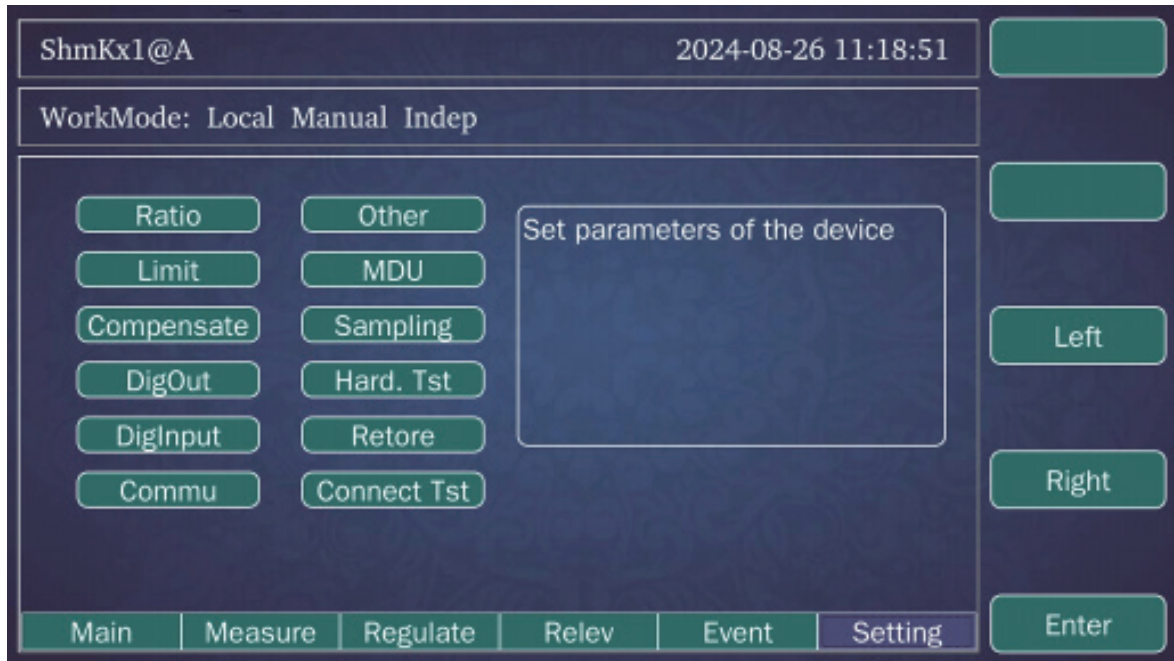 ShmKx1@A 2024-08-26 11:18:51
WorkMode: Local Manual Indep
Ratio Other
Limit MDU
Compensate Sampling
DigOut Hard. Tst
DigInput Retore
Commu Connect Tst
Set parameters of the device
Left
Right
Enter
Main Measure Regulate Relev Event Setting